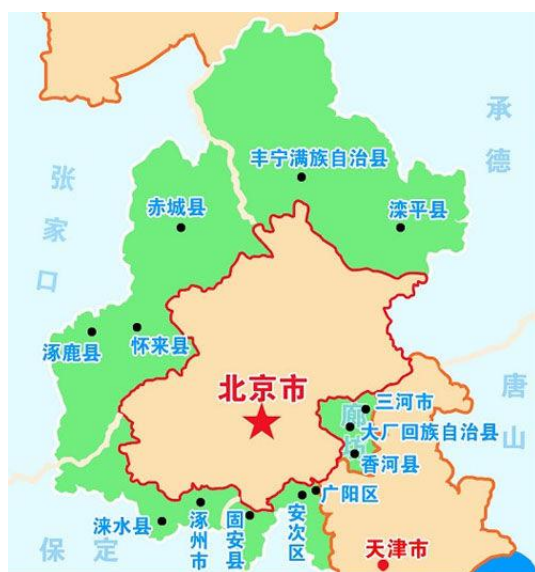 承德
丰宁满族自治县
张家口
赤城县
滦平县
涿鹿县
怀来县
北京市
唐山
三河市
廊坊
大厂回族自治县
香河县
广阳区
涞水县
涿州市
固安县
安次区
保定
天津市